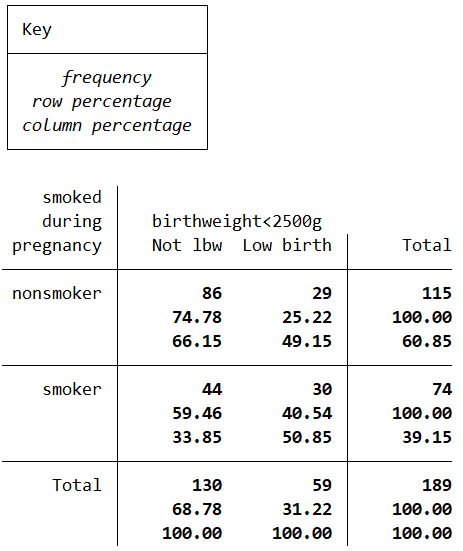 Key
frequency
row percentage
column percentage
smoked
during birthweight<2500g
pregnancy Not lbw Low birth Total
nonsmoker 86 29 115
74.78 25.22 100.00
66.15 49.15 60.85
smoker 44 30 74
59.46 40.54 100.00
33.85 50.85 39.15
Total 130 59 189
68.78 31.22 100.00
100.00 100.00 100.00